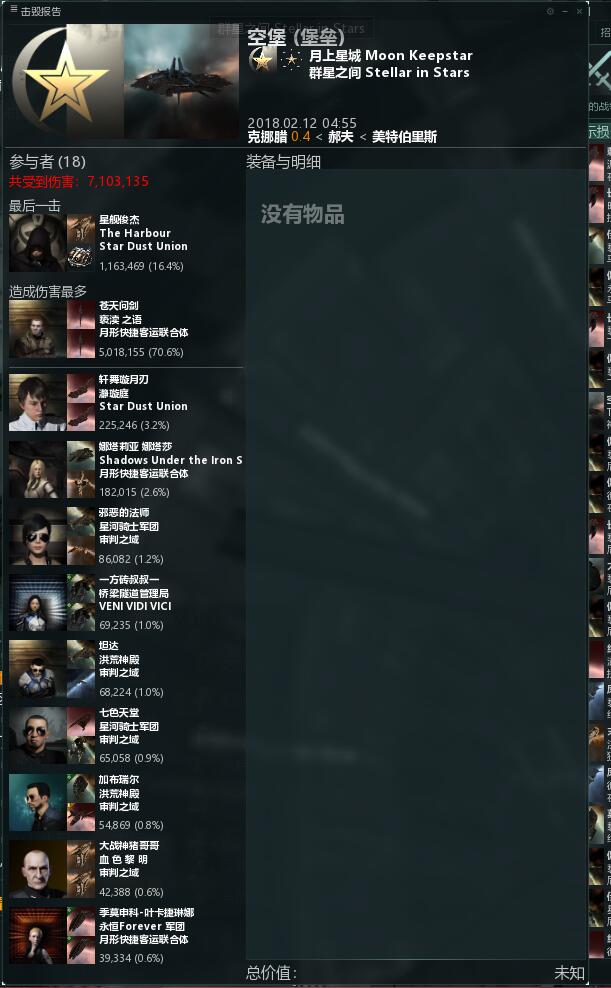 击毁报告
空堡 (堡垒)
月上星城 Moon Keepstar
群星之间 Stellar in Stars
2018.02.12 04:55
克挪腊 0.4 < 郝夫 < 美特伯里斯
参与者 (18)
共受到伤害: 7,103,135
最后一击
星舰俊杰
The Harbour
Star Dust Union
1,163,469 (16.4%)
造成伤害最多
苍天问剑
亵渎 之语
月形快捷客运联合体
5,018,155 (70.6%)
轩舞璇月刃
瀞璇庭
Star Dust Union
225,246 (3.2%)
娜塔莉亚 娜塔莎
Shadows Under the Iron S
月形快捷客运联合体
182,015 (2.6%)
邪恶的法师
星河骑士军团
审判之域
86,082 (1.2%)
一方砖叔叔一
桥梁隧道管理局
VENI VIDI VICI
69,235 (1.0%)
坦达
洪荒神殿
审判之域
68,224 (1.0%)
七色天堂
星河骑士军团
审判之域
65,058 (0.9%)
加布瑞尔
洪荒神殿
审判之域
54,869 (0.8%)
大战神猪哥哥
血 色 黎 明
审判之域
42,388 (0.6%)
季莫申科-叶卡捷琳娜
永恒Forever 军团
月形快捷客运联合体
39,334 (0.6%)
装备与明细
没有物品
总价值:
未知